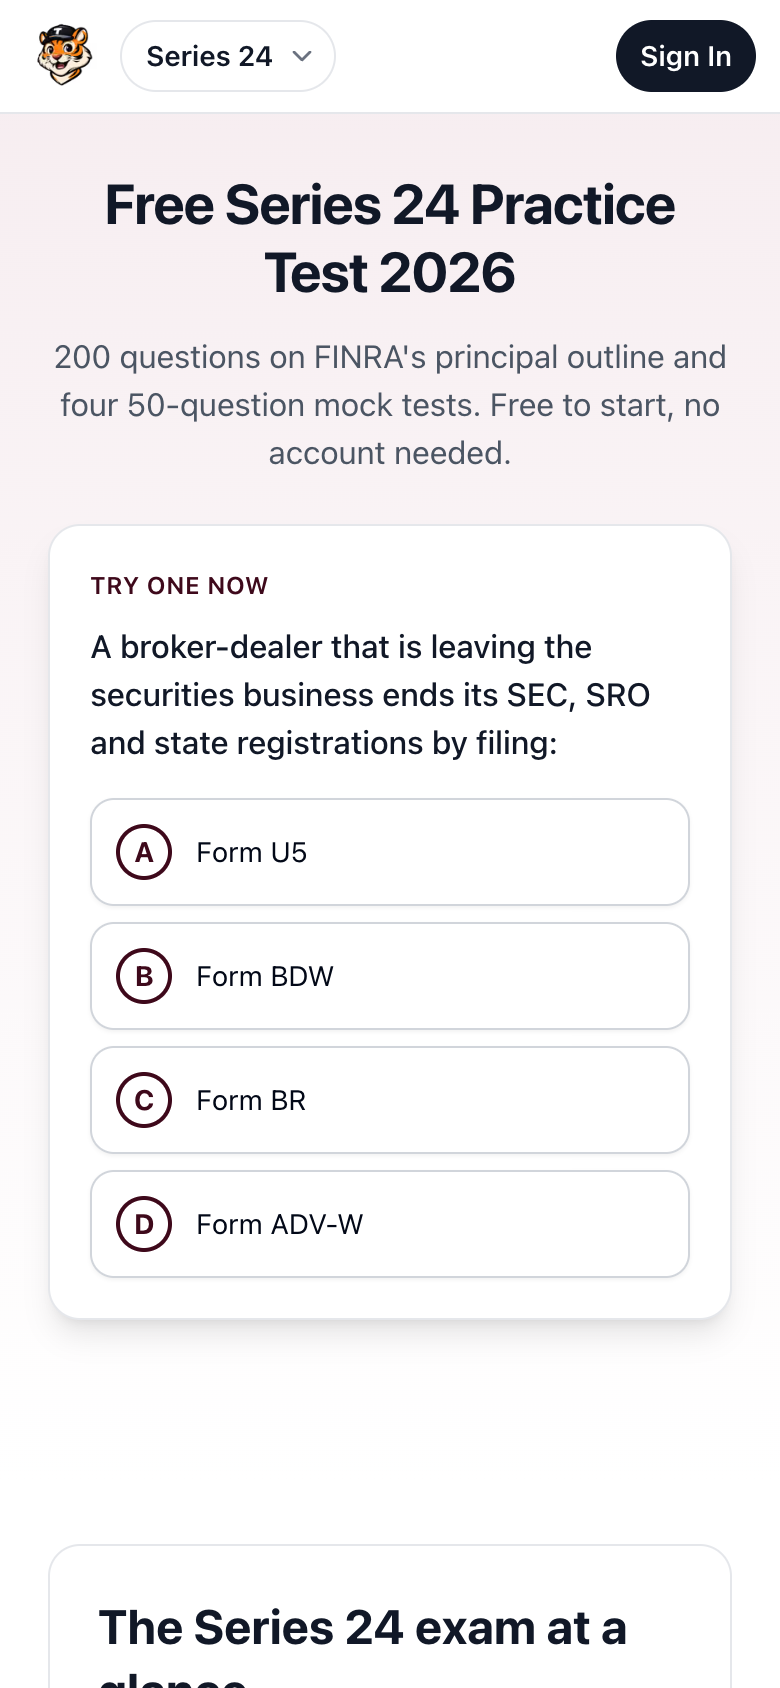 Series 24
Sign In
Free Series 24 Practice
Test 2026
200 questions on FINRA's principal outline and
four 50-question mock tests. Free to start, no
account needed.
TRY ONE NOW
A broker-dealer that is leaving the
securities business ends its SEC, SRO
and state registrations by filing:
A Form U5
B Form BDW
C Form BR
D Form ADV-W
The Series 24 exam at a
glance